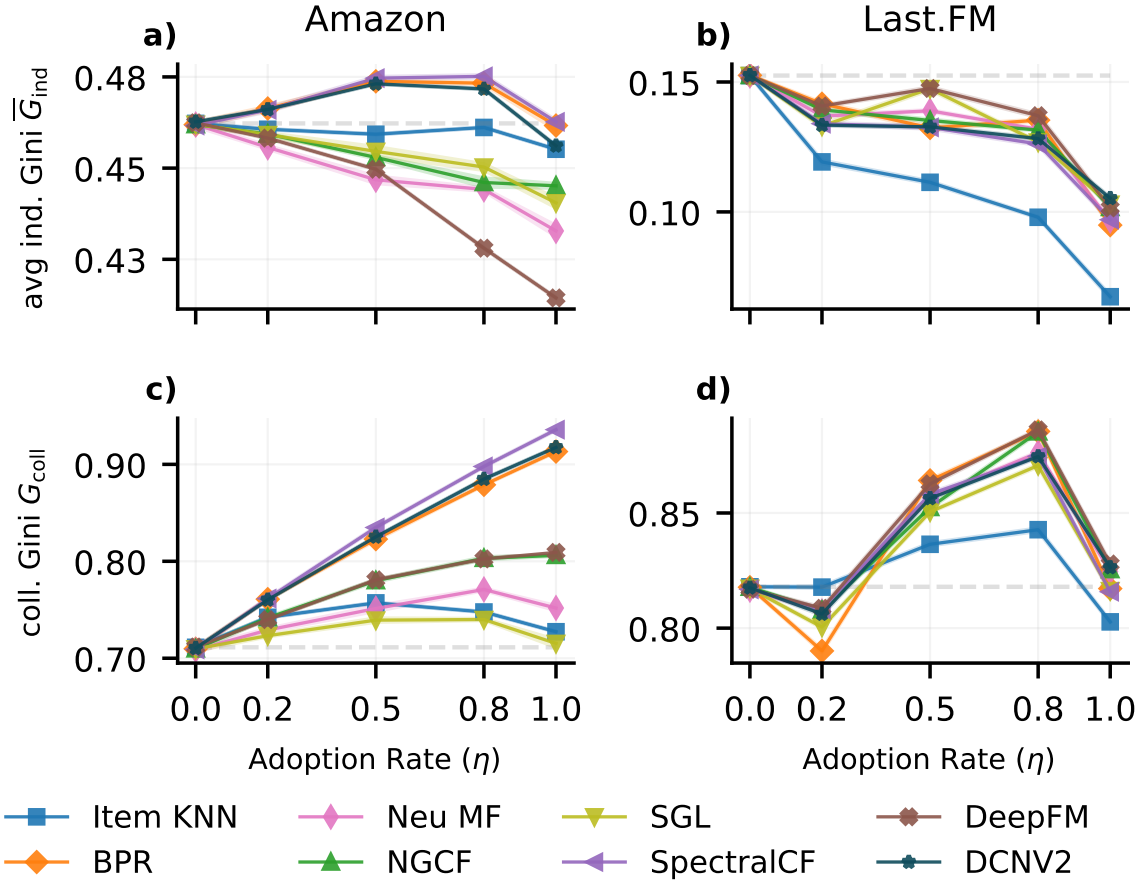 Amazon
Last.FM
a)
b)
0.48
0.45
0.43
avg ind. Gini G̅ind
0.15
0.10
c)
d)
0.90
0.80
0.70
coll. Gini Gcoll
0.85
0.80
0.0 0.2 0.5 0.8 1.0
0.0 0.2 0.5 0.8 1.0
Adoption Rate (η)
Adoption Rate (η)
Item KNN Neu MF SGL DeepFM
BPR NGCF SpectralCF DCNV2